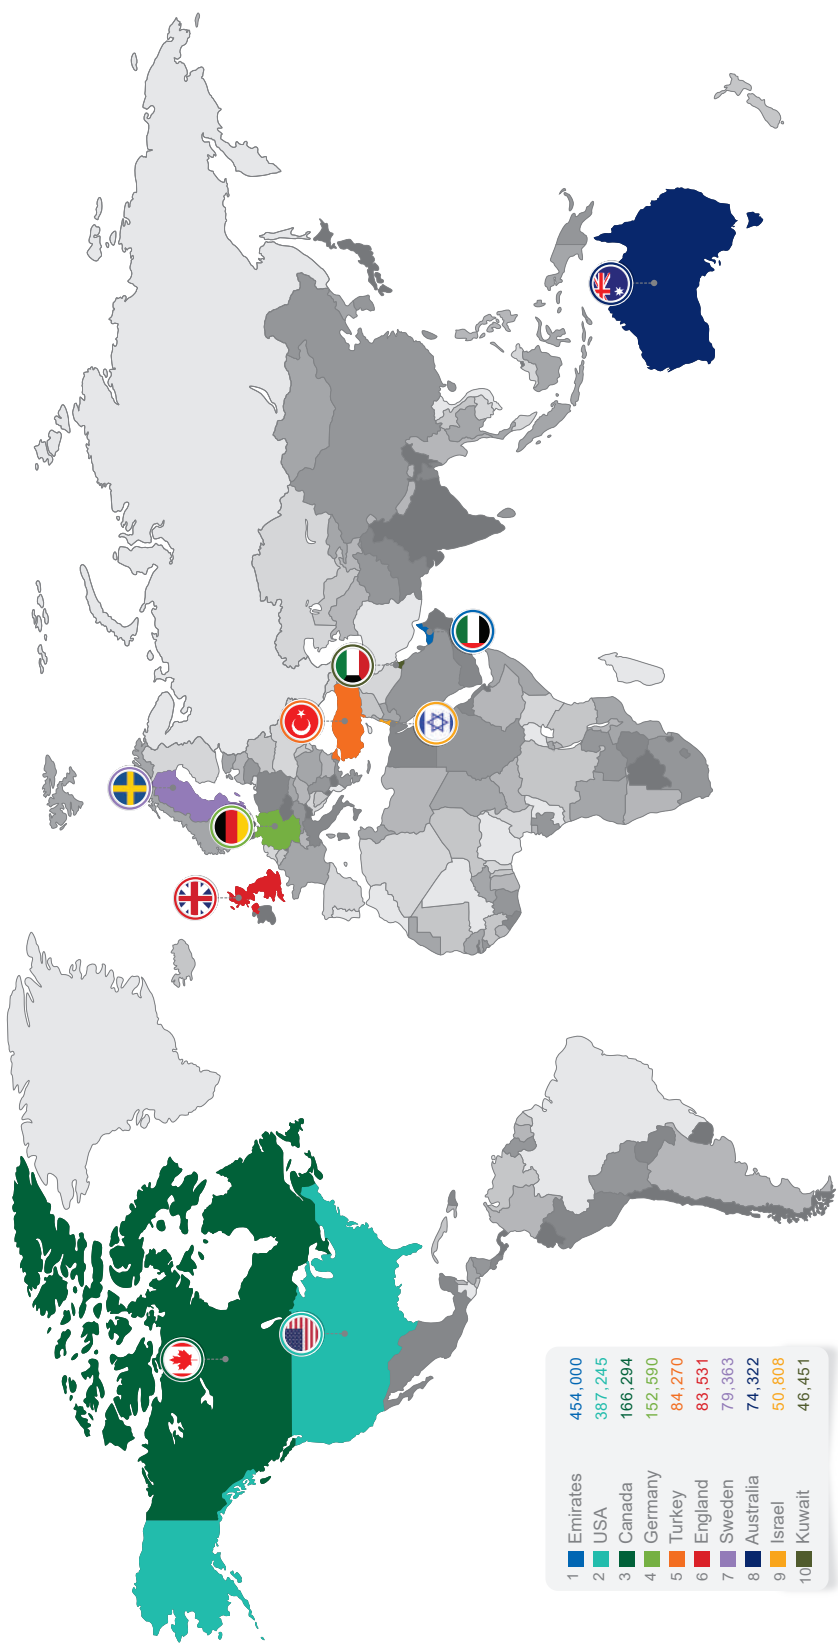 1 Emirates 454,000
2 USA 387,245
3 Canada 166,294
4 Germany 152,590
5 Turkey 84,270
6 England 83,531
7 Sweden 79,363
8 Australia 74,322
9 Israel 50,808
10 Kuwait 46,451